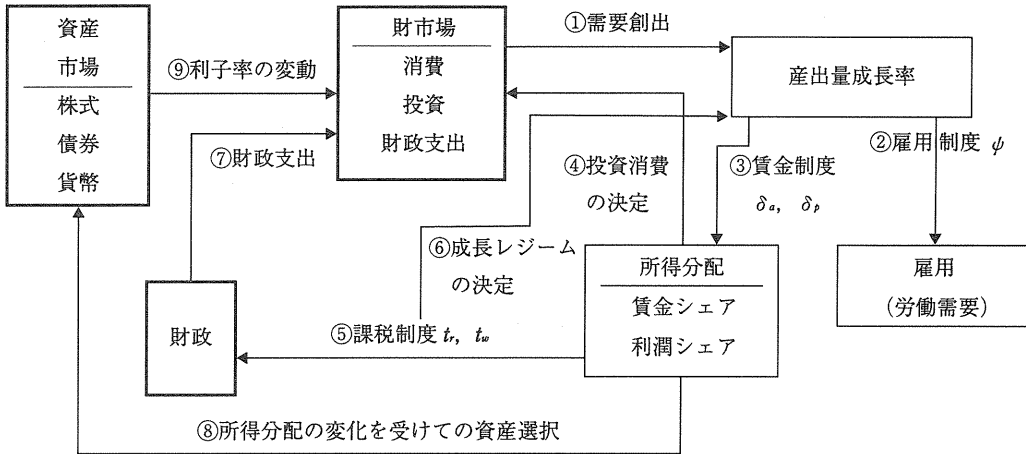 資産
市場
株式
債券
貨幣
⑨利子率の変動
⑦財政支出
財市場
消費
投資
財政支出
①需要創出
産出量成長率
②雇用制度 ψ
③賃金制度
δa, δp
④投資消費
の決定
⑥成長レジーム
の決定
所得分配
賃金シェア
利潤シェア
雇用
(労働需要)
財政
⑤課税制度 tr, tw
⑧所得分配の変化を受けての資産選択